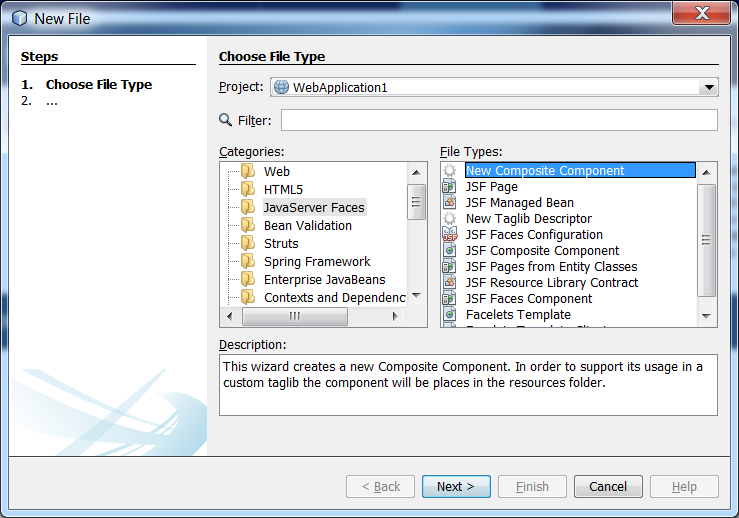 New File
Steps
1. Choose File Type
2. ...
Choose File Type
Project: WebApplication1
Filter:
Categories:
Web
HTML5
JavaServer Faces
Bean Validation
Struts
Spring Framework
Enterprise JavaBeans
Contexts and Dependenc
File Types:
New Composite Component
JSF Page
JSF Managed Bean
New Taglib Descriptor
JSF Faces Configuration
JSF Composite Component
JSF Pages from Entity Classes
JSF Resource Library Contract
JSF Faces Component
Facelets Template
Description:
This wizard creates a new Composite Component. In order to support its usage in a
custom taglib the component will be places in the resources folder.
< Back
Next >
Finish
Cancel
Help